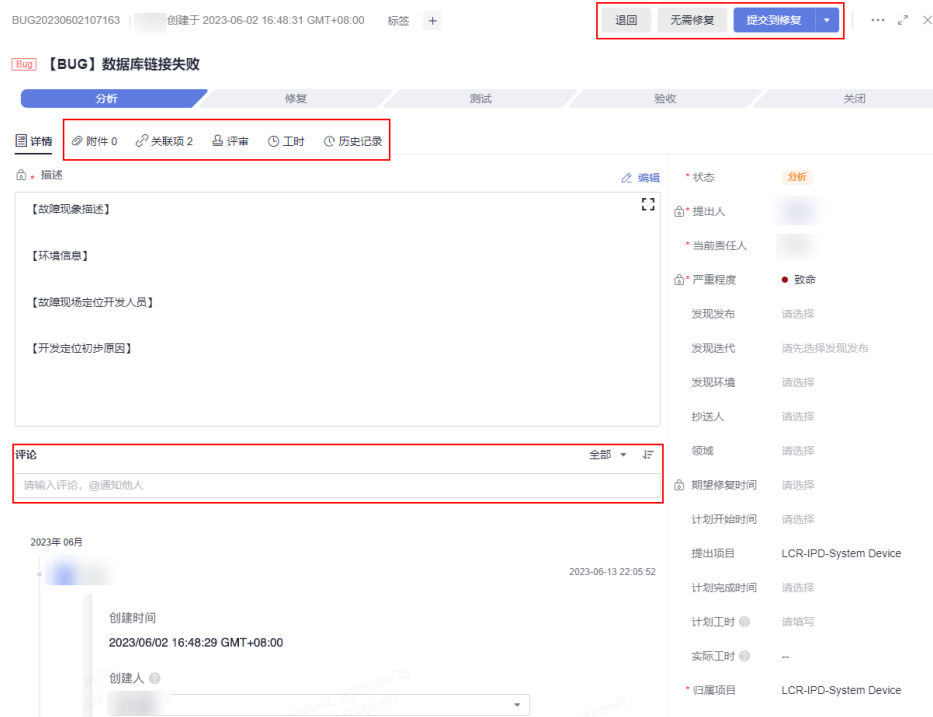 BUG20230602107163 创建于 2023-06-02 16:48:31 GMT+08:00 标签 + 退回 无需修复 提交到修复
Bug 【BUG】数据库链接失败
分析 修复 测试 验收 关闭
详情 附件 0 关联项 2 评审 工时 历史记录
* 描述 编辑
【故障现象描述】
【环境信息】
【故障现场定位开发人员】
【开发定位初步原因】
评论 全部
请输入评论，@通知他人
2023年 06月
2023-06-13 22:05:52
创建时间
2023/06/02 16:48:29 GMT+08:00
创建人
* 状态 分析
* 提出人
* 当前责任人
* 严重程度 致命
发现发布 请选择
发现迭代 请先选择发现发布
发现环境 请选择
抄送人 请选择
领域 请选择
期望修复时间 请选择
计划开始时间 请选择
提出项目 LCR-IPD-System Device
计划完成时间 请选择
计划工时 请填写
实际工时 --
* 归属项目 LCR-IPD-System Device